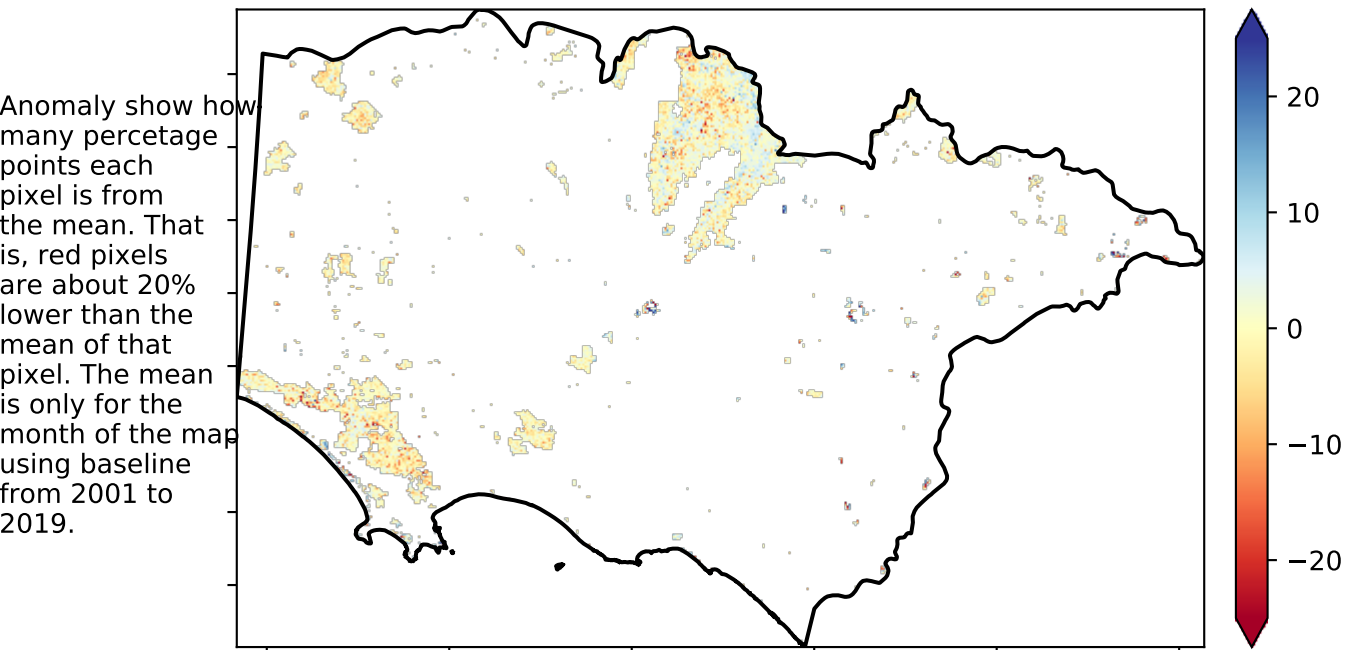 Anomaly show how
many percetage
points each
pixel is from
the mean. That
is, red pixels
are about 20%
lower than the
mean of that
pixel. The mean
is only for the
month of the map
using baseline
from 2001 to
2019.
20
10
0
−10
−20